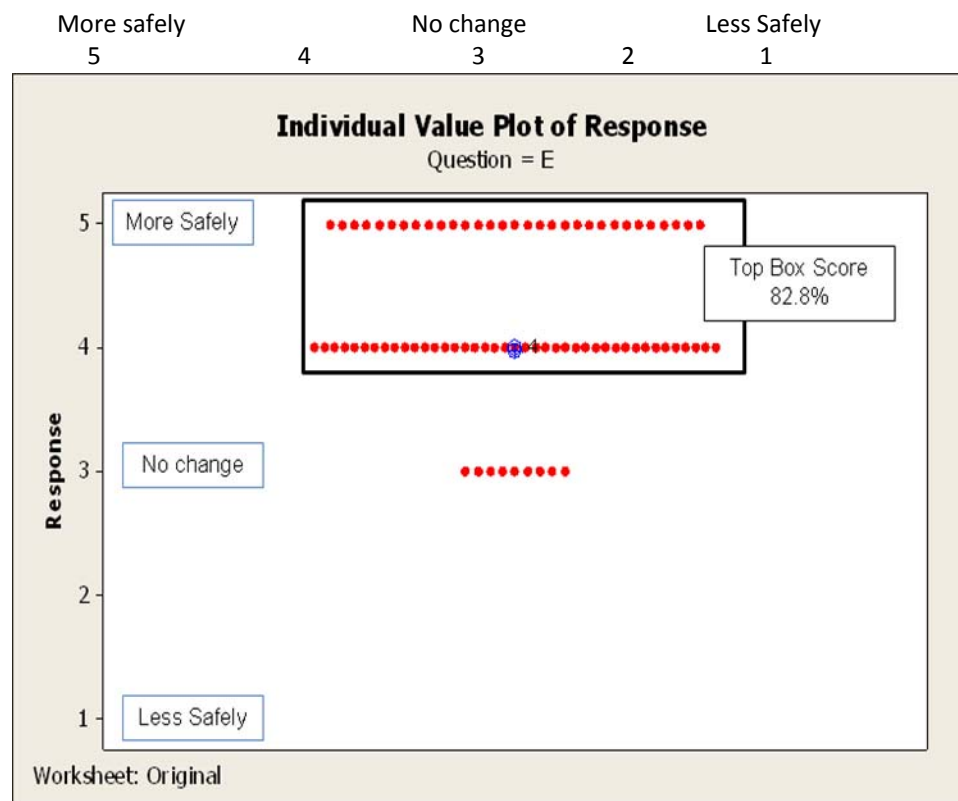 More safely No change Less Safely
5 4 3 2 1
Individual Value Plot of Response
Question = E
5 More Safely
Top Box Score
82.8%
4 4
Response
3 No change
2
1 Less Safely
Worksheet: Original